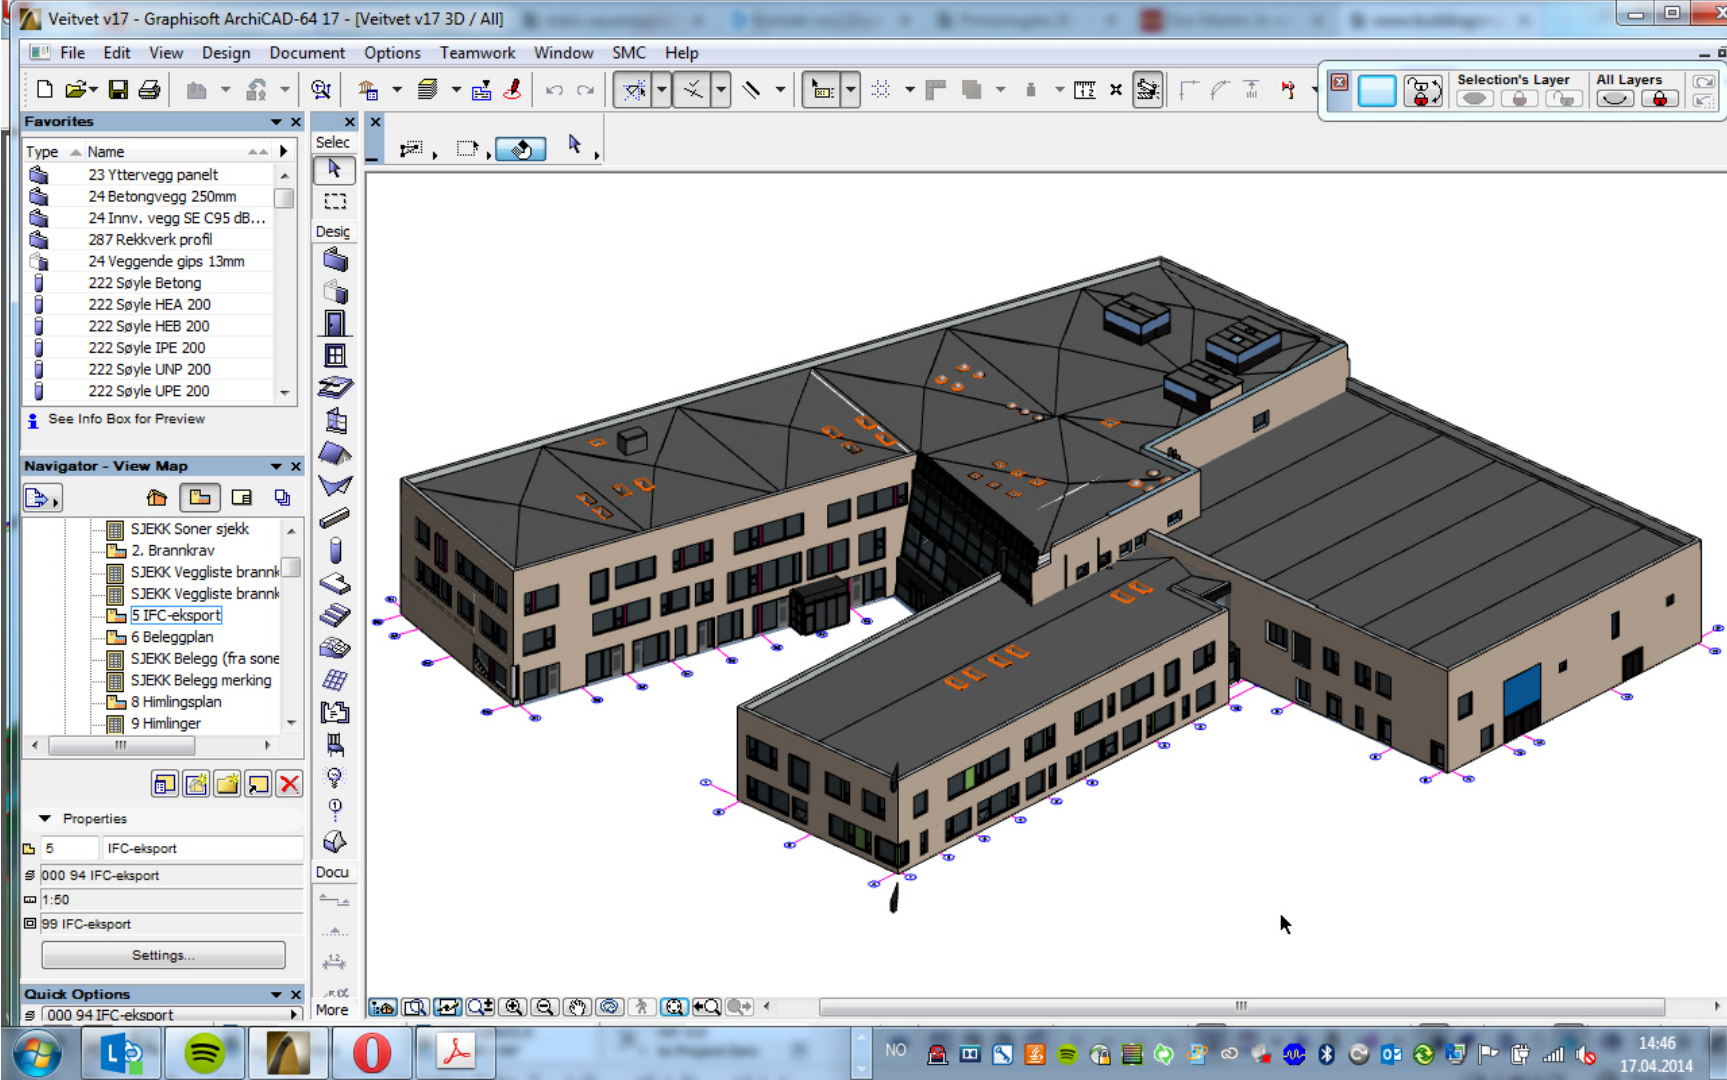 Veitvet v17 - Graphisoft ArchiCAD-64 17 - [Veitvet v17 3D / All]
File Edit View Design Document Options Teamwork Window SMC Help
Selection's Layer All Layers
Favorites
Type Name
23 Yttervegg panelt
24 Betongvegg 250mm
24 Innv. vegg SE C95 dB...
287 Rekkverk profil
24 Veggende gips 13mm
222 Søyle Betong
222 Søyle HEA 200
222 Søyle HEB 200
222 Søyle IPE 200
222 Søyle UNP 200
222 Søyle UPE 200
See Info Box for Preview
Navigator - View Map
SJEKK Soner sjekk
2. Brannkrav
SJEKK Veggliste brannk
SJEKK Veggliste brannk
5 IFC-eksport
6 Beleggplan
SJEKK Belegg (fra sone
SJEKK Belegg merking
8 Himlingsplan
9 Himlinger
Properties
5 IFC-eksport
000 94 IFC-eksport
1:50
99 IFC-eksport
Settings...
Quick Options
000 94 IFC-eksport
Selec
Desig
Docu
1.2
More
NO
14:46
17.04.2014